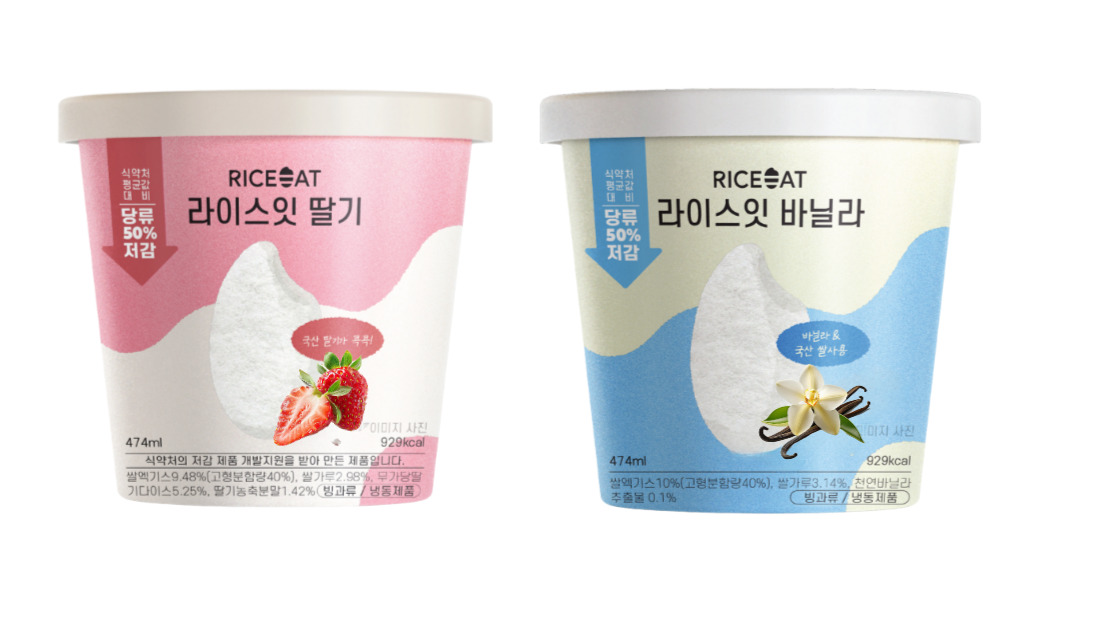 식약처
평균값
대 비
당류
50%
저감
RICEEAT
라이스잇 딸기
국산 딸기가 콕콕!
*이미지 사진
474ml
929kcal
식약처의 저감 제품 개발지원을 받아 만든 제품입니다.
쌀엑기스9.48%(고형분함량40%), 쌀가루2.98%, 무가당딸
기다이스5.25%, 딸기농축분말1.42% 빙과류 / 냉동제품
식약처
평균값
대 비
당류
50%
저감
RICEEAT
라이스잇 바닐라
바닐라 &
국산 쌀사용
이미지 사진
474ml
929kcal
쌀엑기스10%(고형분함량40%), 쌀가루3.14%, 천연바닐라
추출물 0.1%
빙과류 / 냉동제품